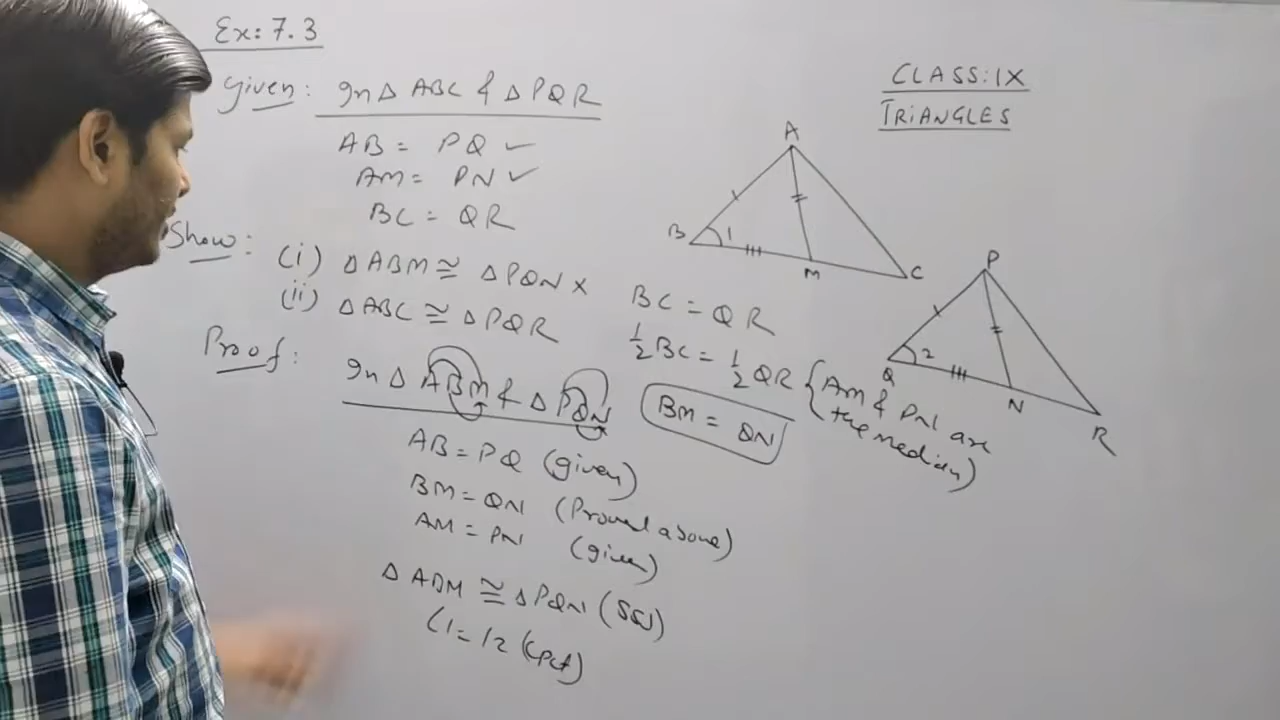 Ex: 7.3
Given: In △ ABC & △ PQR
AB = PQ ✓
AM = PN ✓
BC = QR
Show: (i) △ABM ≅ △PQN ×
(ii) △ABC ≅ △PQR
Proof:
In △ ABM & △ PQN
AB = PQ (given)
BM = QN (Proved above)
AM = PN (given)
△ ABM ≅ △PQN (SSS)
∠1 = ∠2 (CPCT)
BC = QR
1/2 BC = 1/2 QR {AM & PN are
the median)
BM = QN
CLASS: IX
TRIANGLES
A
B
1
M
C
P
Q
2
N
R